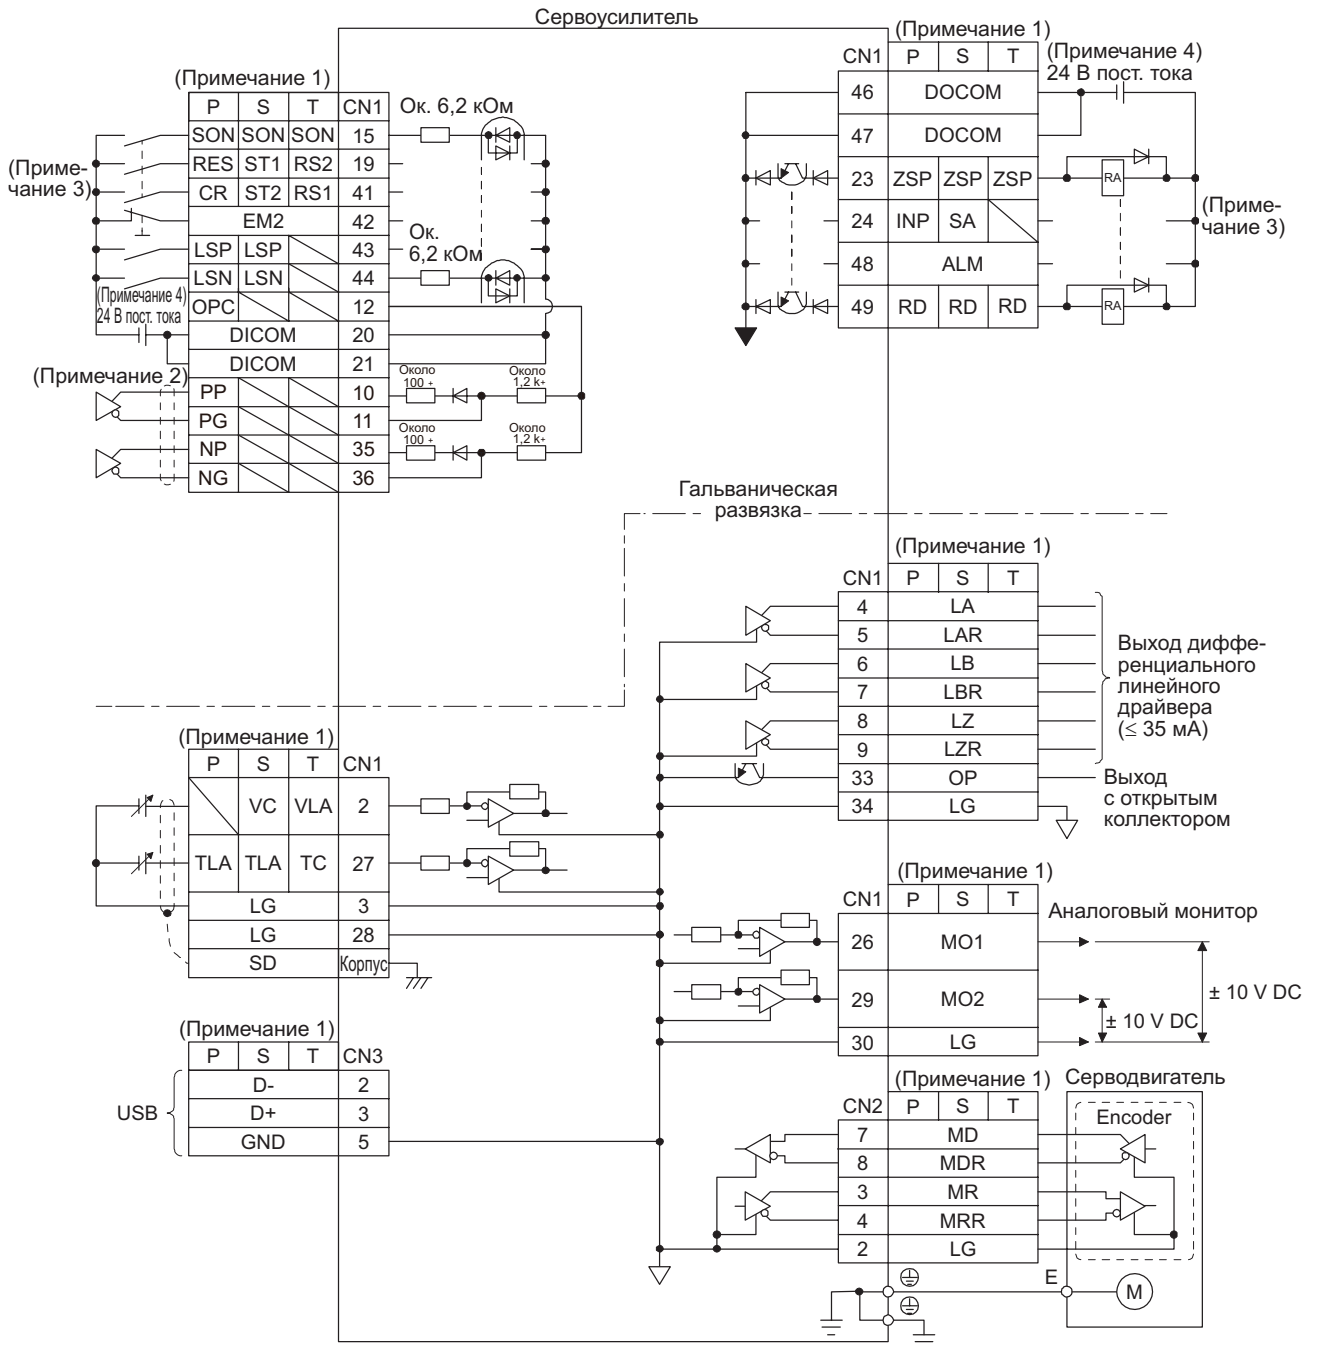 Сервоусилитель
(Примечание 1)
P S T CN1
SON SON SON 15
RES ST1 RS2 19
CR ST2 RS1 41
EM2 42
LSP LSP 43
LSN LSN 44
OPC 12
DICOM 20
DICOM 21
PP 10
PG 11
NP 35
NG 36
(Приме-
чание 3)
(Примечание 4)
24 В пост. тока
(Примечание 2)
Ок. 6,2 кОм
Ок.
6,2 кОм
Около
100 +
Около
1,2 k+
Около
100 +
Около
1,2 k+
(Примечание 1)
CN1 P S T
46 DOCOM
47 DOCOM
23 ZSP ZSP ZSP
24 INP SA
48 ALM
49 RD RD RD
(Примечание 4)
24 В пост. тока
RA
RA
(Приме-
чание 3)
Гальваническая
развязка
(Примечание 1)
CN1 P S T
4 LA
5 LAR
6 LB
7 LBR
8 LZ
9 LZR
33 OP
34 LG
Выход диффе-
ренциального
линейного
драйвера
(≤ 35 мА)
Выход
с открытым
коллектором
(Примечание 1)
P S T CN1
VC VLA 2
TLA TLA TC 27
LG 3
LG 28
SD Корпус
(Примечание 1)
CN1 P S T
26 MO1
29 MO2
30 LG
Аналоговый монитор
± 10 V DC
± 10 V DC
(Примечание 1)
P S T CN3
D- 2
D+ 3
GND 5
USB
(Примечание 1)
CN2 P S T
7 MD
8 MDR
3 MR
4 MRR
2 LG
Серводвигатель
Encoder
E
M